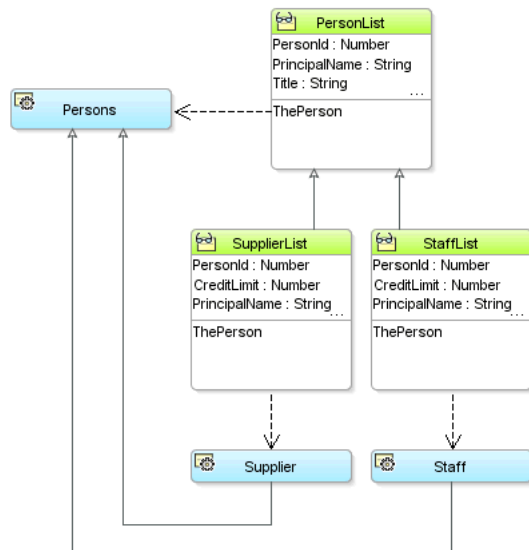 PersonList
PersonId : Number
PrincipalName : String
Title : String
...
ThePerson
Persons
SupplierList
PersonId : Number
CreditLimit : Number
PrincipalName : String
...
ThePerson
StaffList
PersonId : Number
CreditLimit : Number
PrincipalName : String
...
ThePerson
Supplier
Staff